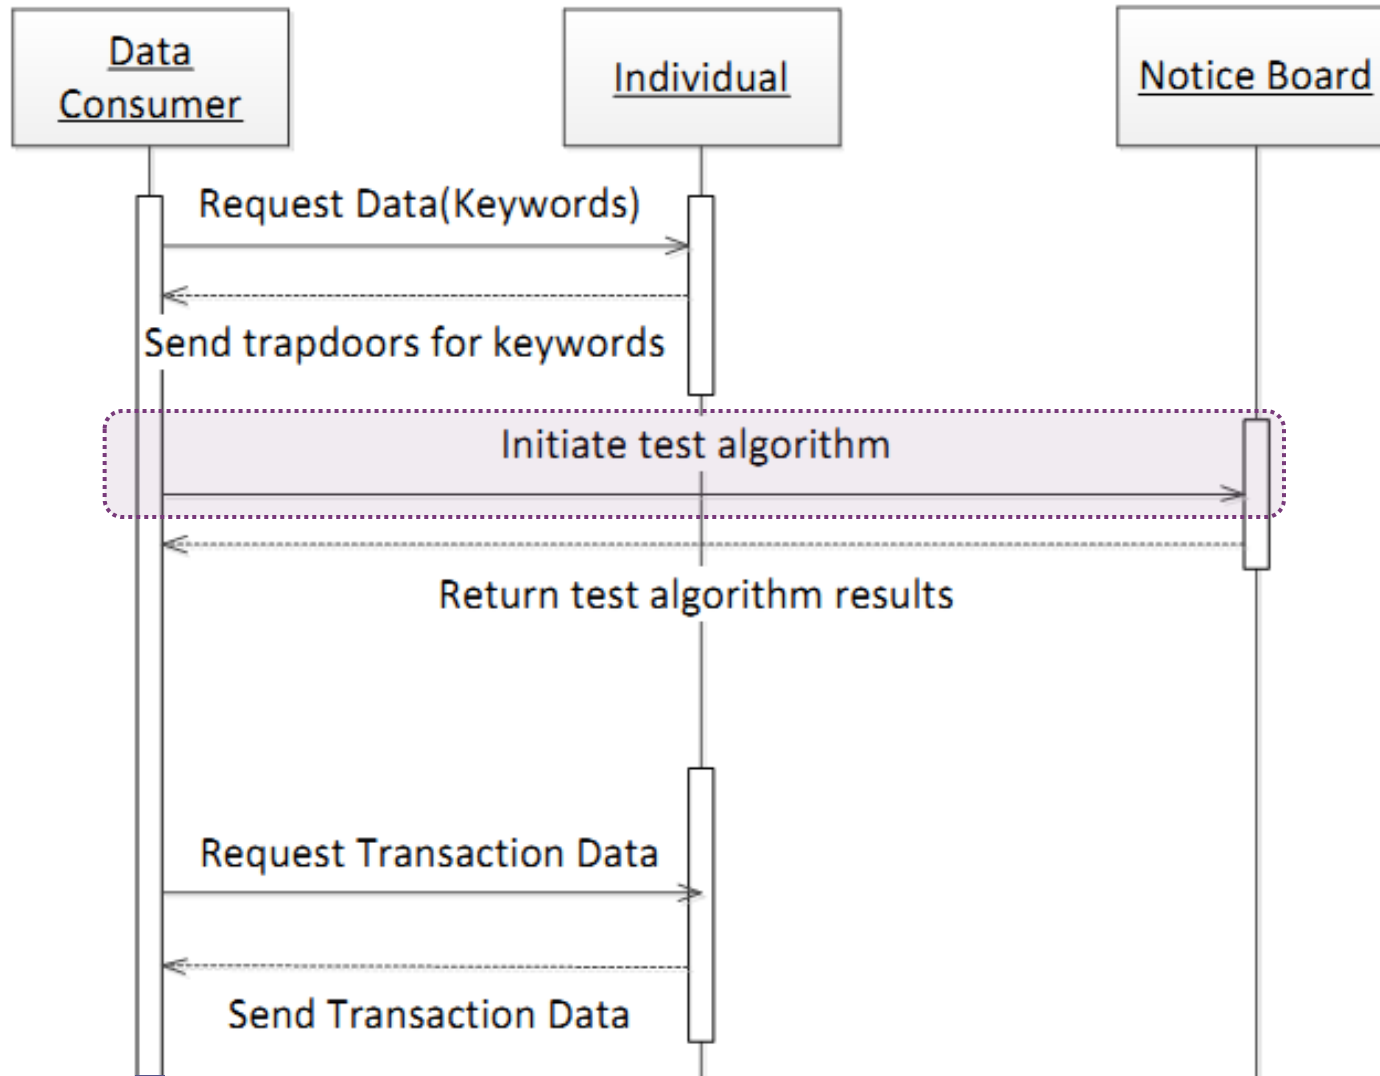 Data
Consumer
Individual
Notice Board
Request Data(Keywords)
Send trapdoors for keywords
Initiate test algorithm
Return test algorithm results
Request Transaction Data
Send Transaction Data